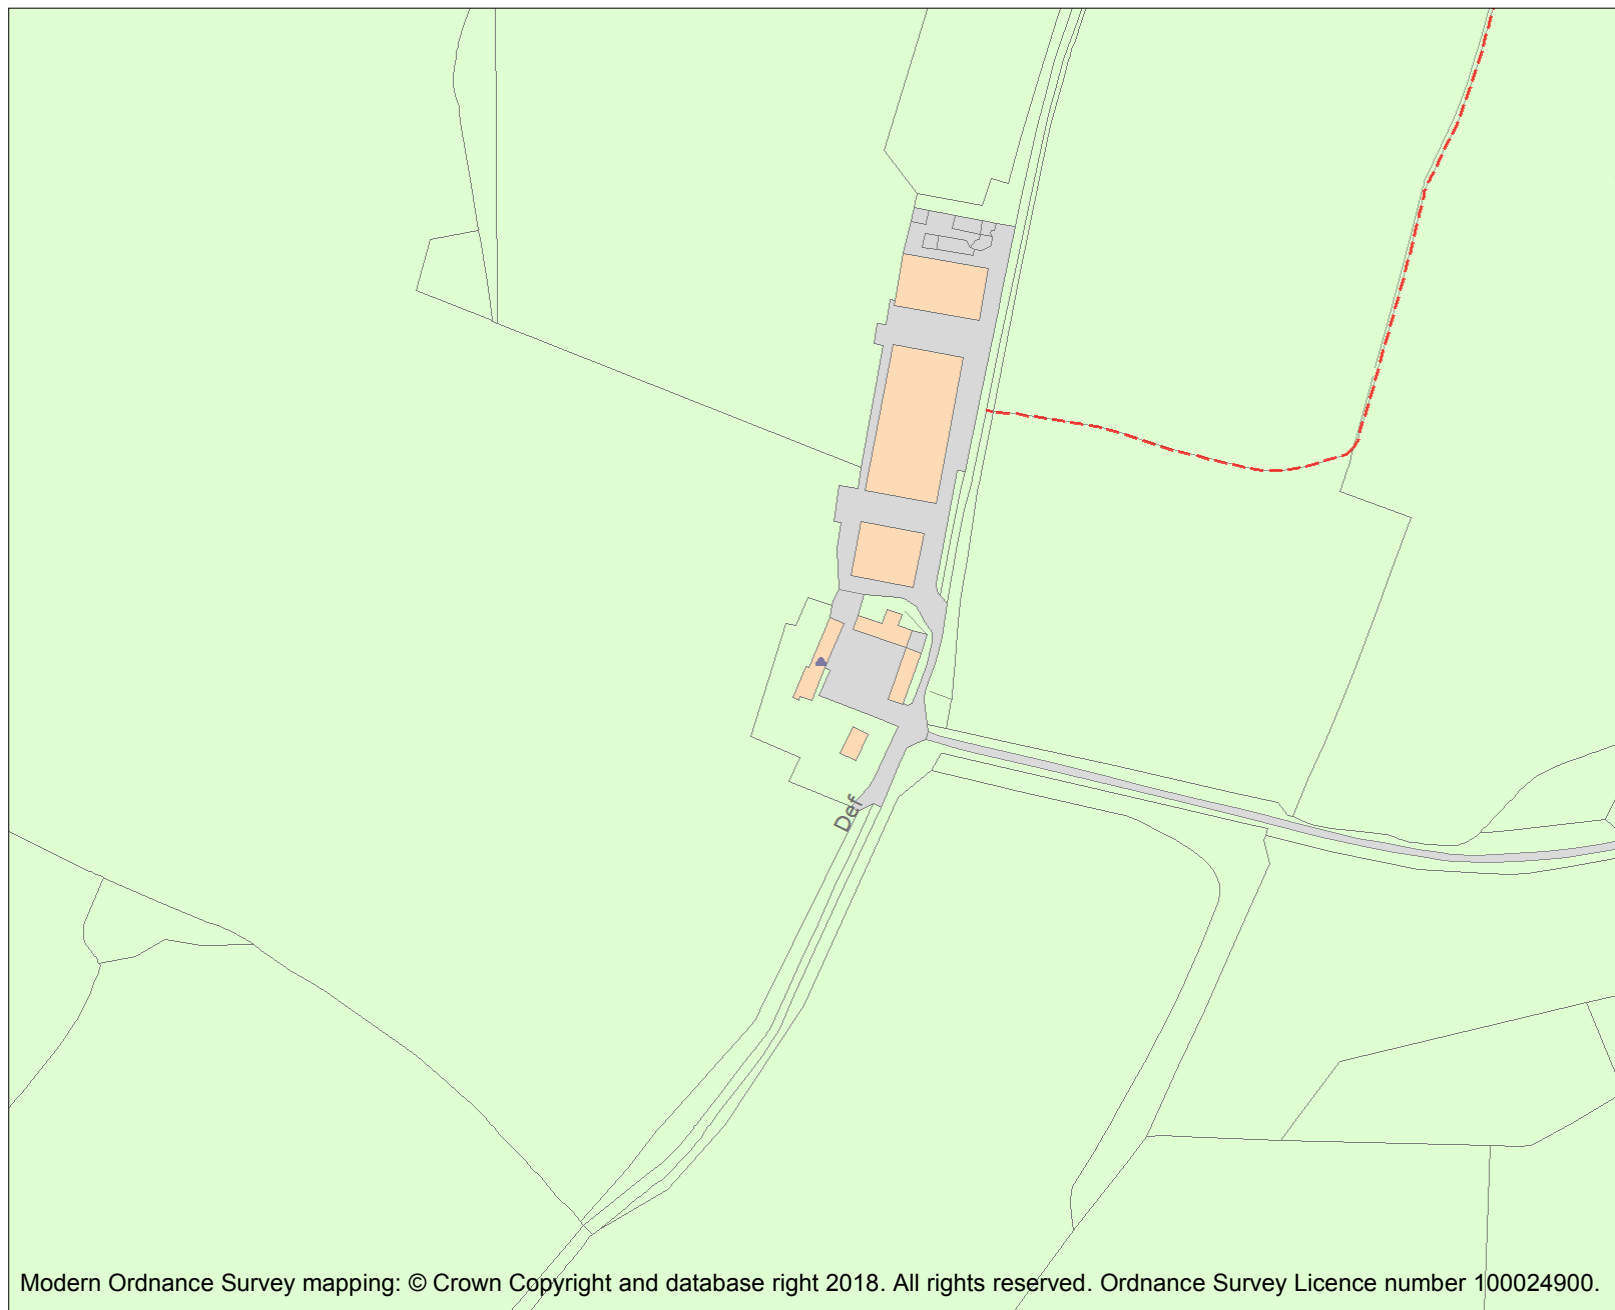 Def
Modern Ordnance Survey mapping: © Crown Copyright and database right 2018. All rights reserved. Ordnance Survey Licence number 100024900.